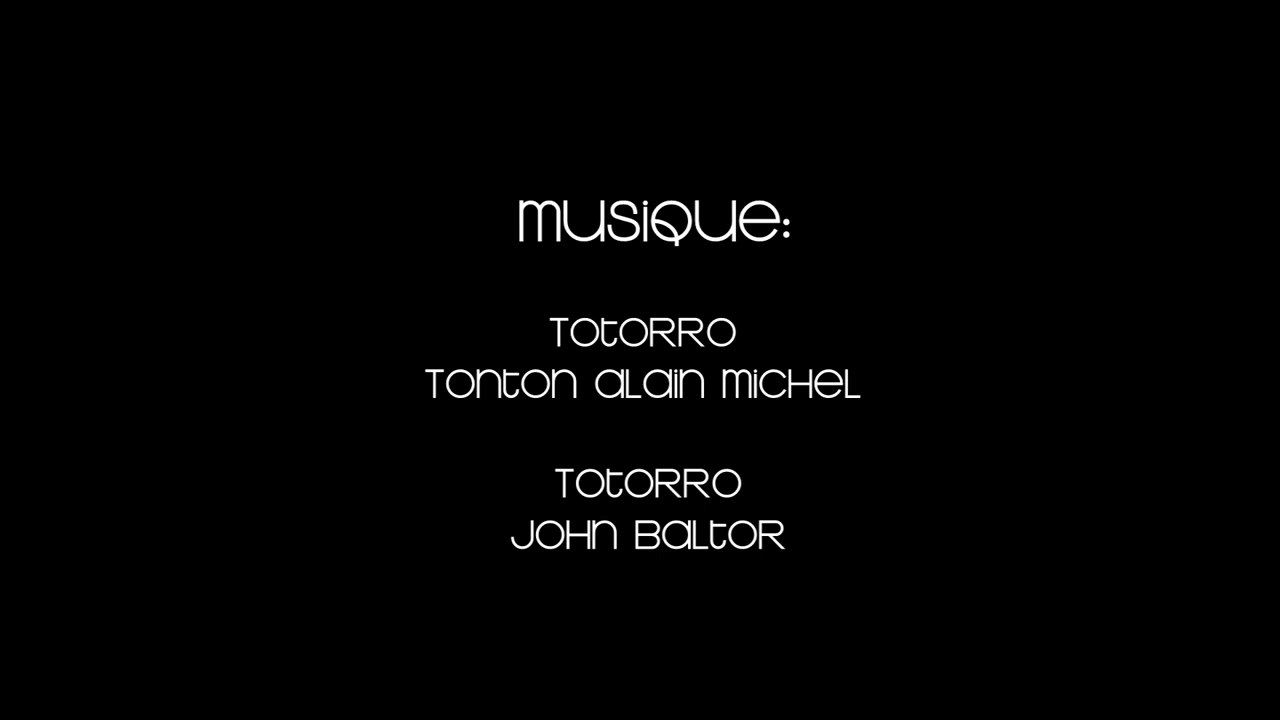 Musique:
Totorro
Tonton Alain Michel
Totorro
John Baltor